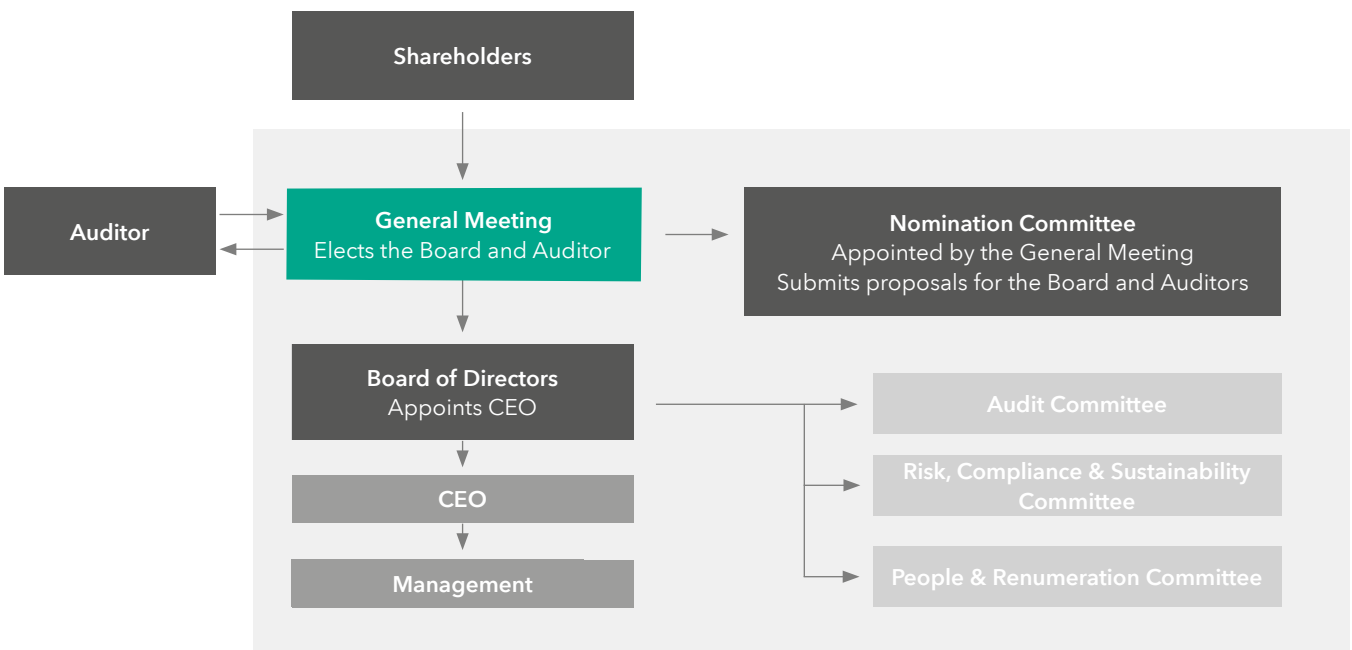 Shareholders
Auditor
General Meeting
Elects the Board and Auditor
Nomination Committee
Appointed by the General Meeting
Submits proposals for the Board and Auditors
Board of Directors
Appoints CEO
Audit Committee
Risk, Compliance & Sustainability
Committee
CEO
People & Renumeration Committee
Management